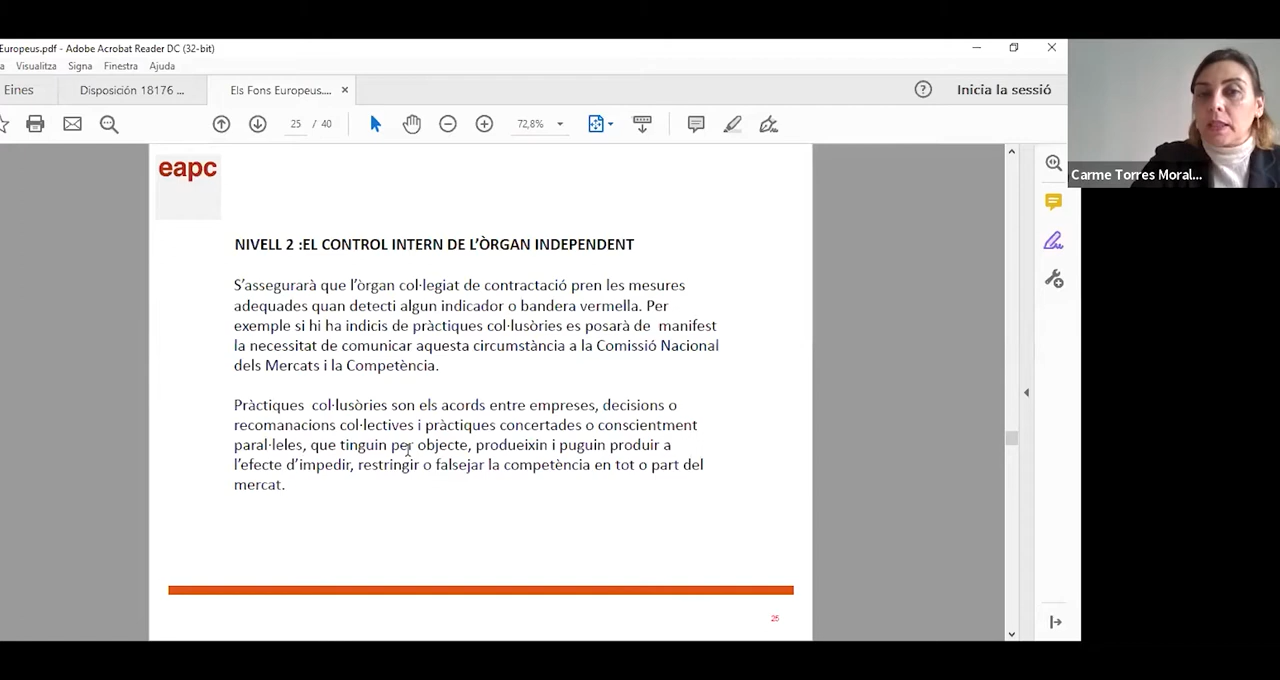 Europeus.pdf - Adobe Acrobat Reader DC (32-bit)
a Visualitza Signa Finestra Ajuda
Eines Disposición 18176 ... Els Fons Europeus.... × Inicia la sessió
25 / 40 72,8%
Carme Torres Moral...
eapc
NIVELL 2 :EL CONTROL INTERN DE L’ÒRGAN INDEPENDENT
S’assegurarà que l’òrgan col·legiat de contractació pren les mesures
adequades quan detecti algun indicador o bandera vermella. Per
exemple si hi ha indicis de pràctiques col·lusòries es posarà de manifest
la necessitat de comunicar aquesta circumstància a la Comissió Nacional
dels Mercats i la Competència.
Pràctiques col·lusòries son els acords entre empreses, decisions o
recomanacions col·lectives i pràctiques concertades o conscientment
paral·leles, que tinguin per objecte, produeixin i puguin produir a
l’efecte d’impedir, restringir o falsejar la competència en tot o part del
mercat.
25